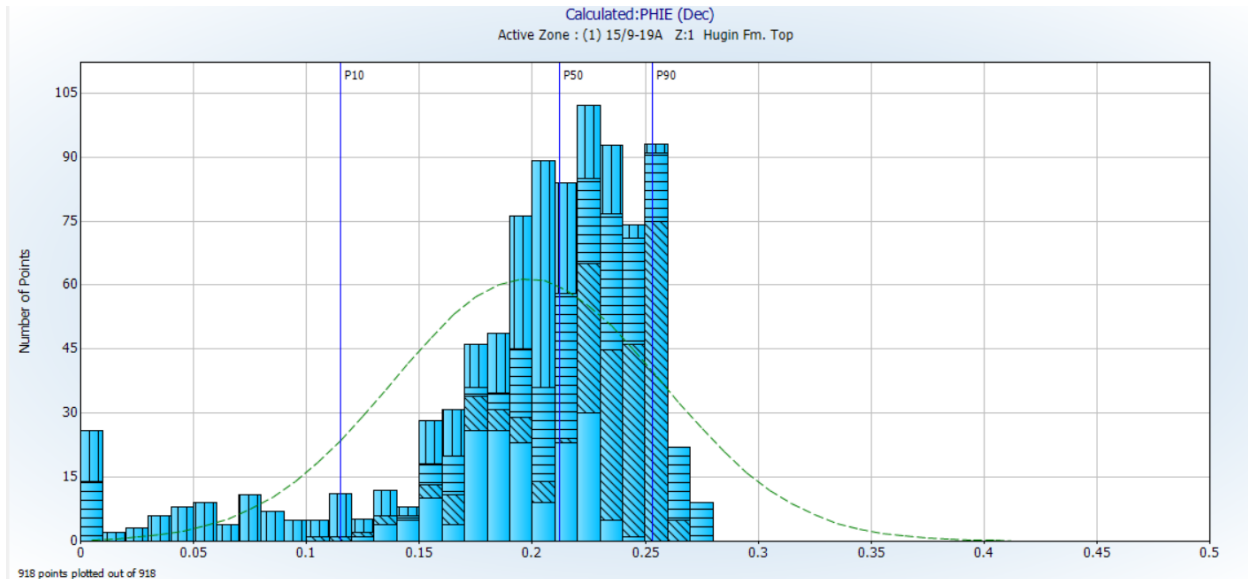 Calculated:PHIE (Dec)
Active Zone : (1) 15/9-19A Z:1 Hugin Fm. Top
P10 P50 P90
105
90
75
60
45
30
15
0
Number of Points
0 0.05 0.1 0.15 0.2 0.25 0.3 0.35 0.4 0.45 0.5
918 points plotted out of 918